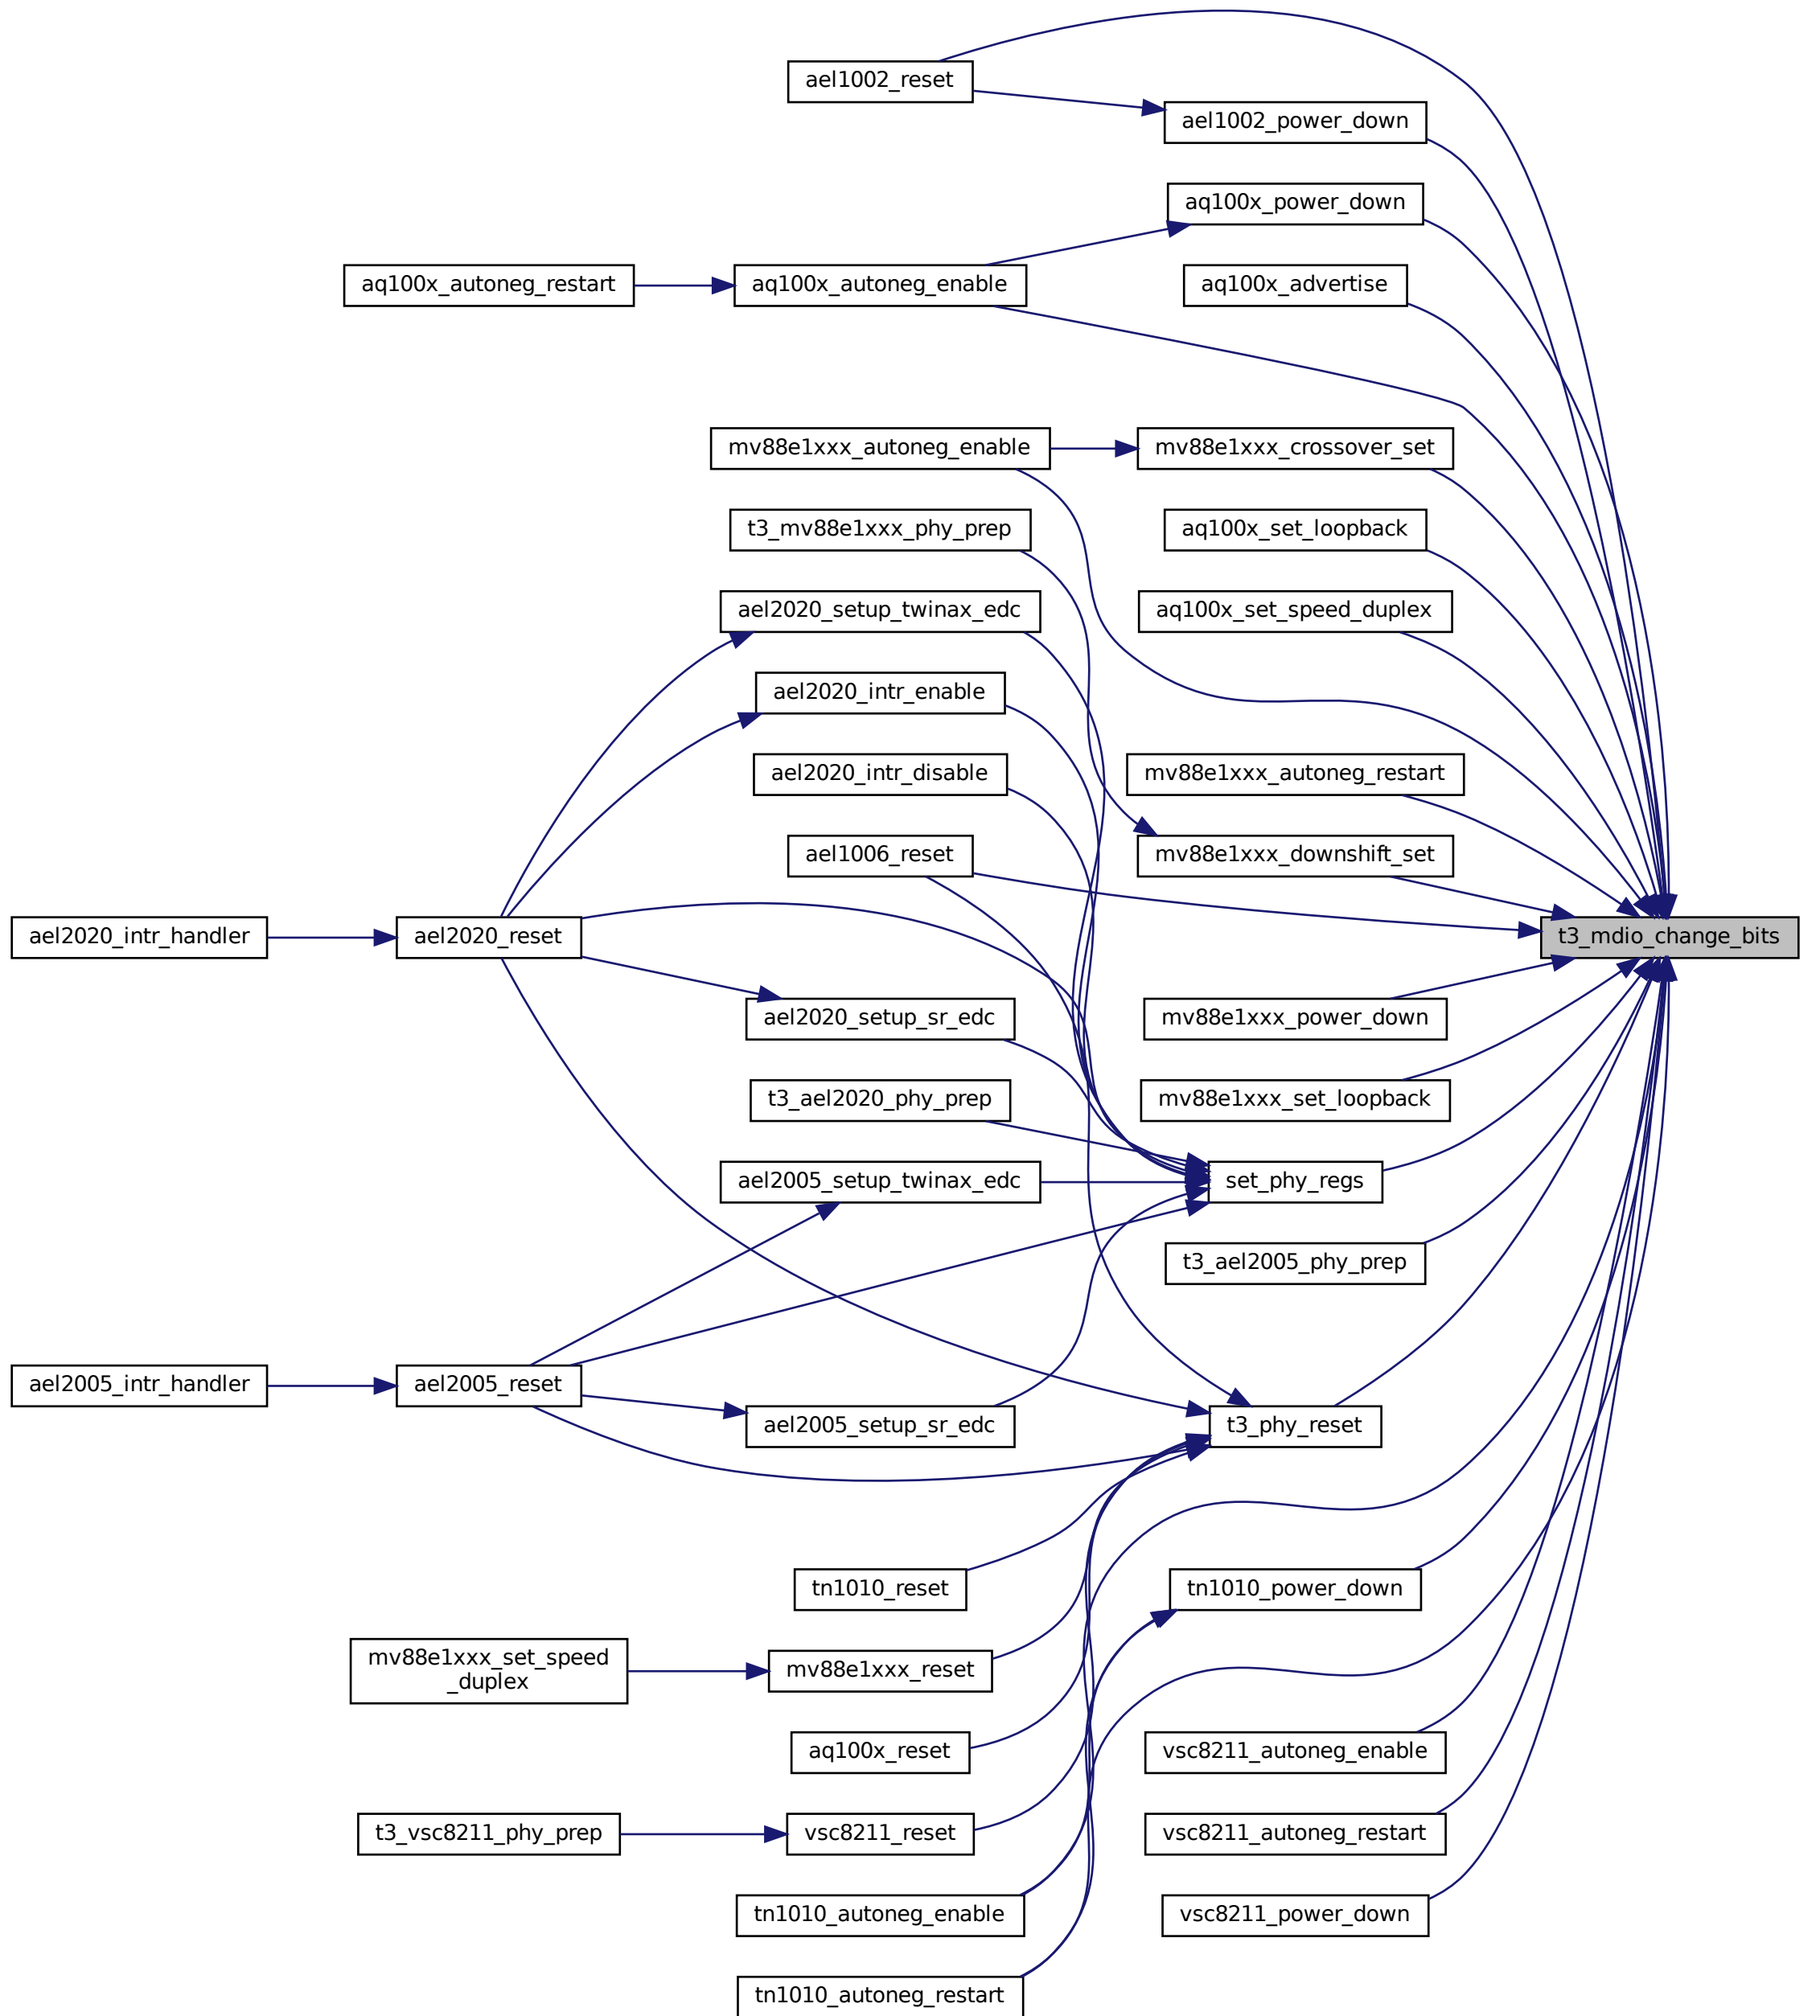 ael1002_reset
ael1002_power_down
aq100x_power_down
aq100x_autoneg_restart
aq100x_autoneg_enable
aq100x_advertise
mv88e1xxx_autoneg_enable
mv88e1xxx_crossover_set
t3_mv88e1xxx_phy_prep
aq100x_set_loopback
ael2020_setup_twinax_edc
aq100x_set_speed_duplex
ael2020_intr_enable
ael2020_intr_disable
mv88e1xxx_autoneg_restart
ael1006_reset
mv88e1xxx_downshift_set
ael2020_intr_handler
ael2020_reset
t3_mdio_change_bits
ael2020_setup_sr_edc
mv88e1xxx_power_down
t3_ael2020_phy_prep
mv88e1xxx_set_loopback
ael2005_setup_twinax_edc
set_phy_regs
t3_ael2005_phy_prep
ael2005_intr_handler
ael2005_reset
ael2005_setup_sr_edc
t3_phy_reset
tn1010_reset
tn1010_power_down
mv88e1xxx_set_speed
_duplex
mv88e1xxx_reset
aq100x_reset
vsc8211_autoneg_enable
t3_vsc8211_phy_prep
vsc8211_reset
vsc8211_autoneg_restart
tn1010_autoneg_enable
vsc8211_power_down
tn1010_autoneg_restart